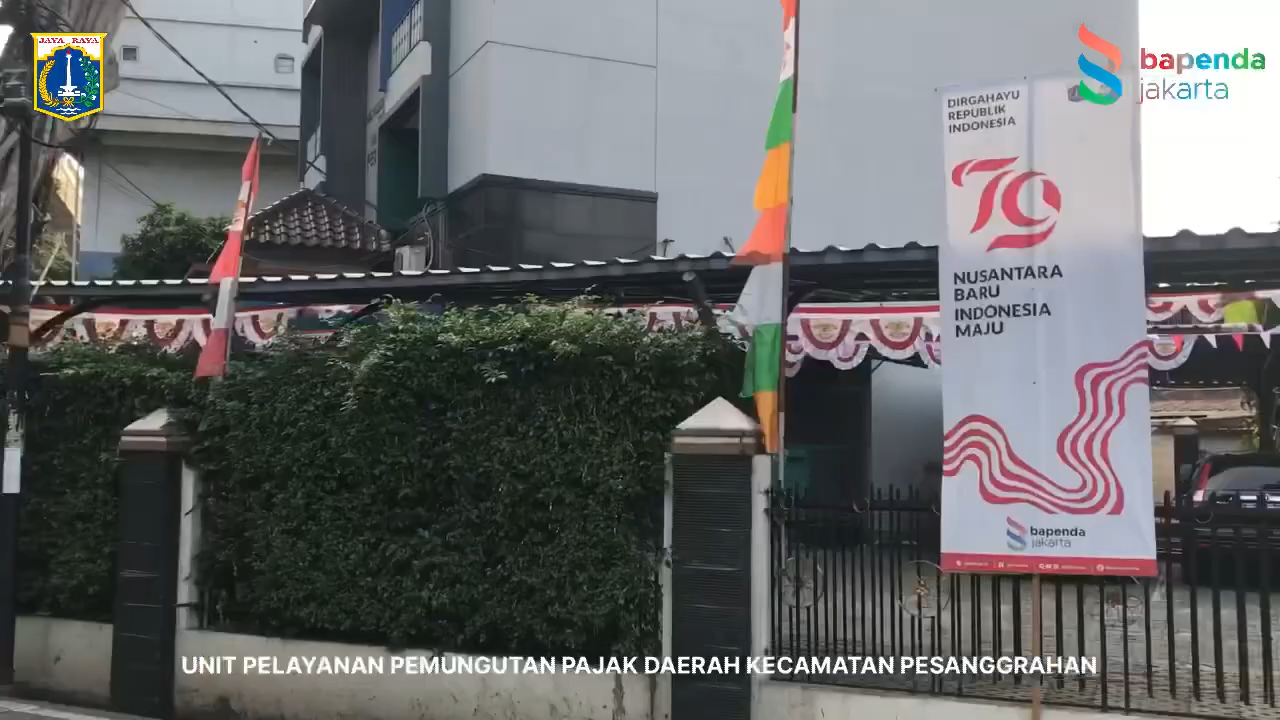 JAYA RAYA
bapenda
jakarta
DIRGAHAYU
REPUBLIK
INDONESIA
79
NUSANTARA
BARU
INDONESIA
MAJU
bapenda
jakarta
UNIT PELAYANAN PEMUNGUTAN PAJAK DAERAH KECAMATAN PESANGGRAHAN